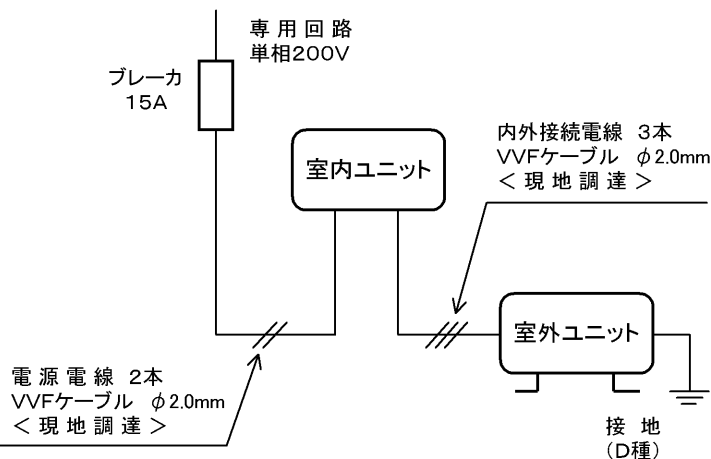 専用回路
単相200V
ブレーカ
15A
室内ユニット
内外接続電線 3本
VVFケーブル φ2.0mm
＜現地調達＞
室外ユニット
電源電線 2本
VVFケーブル φ2.0mm
＜現地調達＞
接地
（D種）